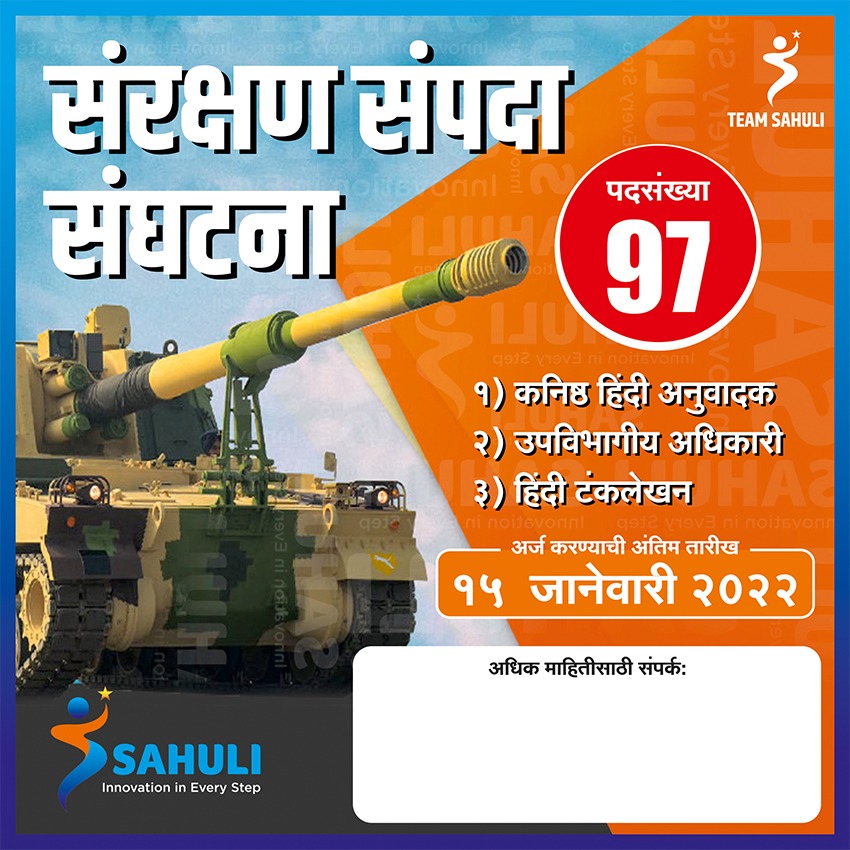 संरक्षण संपदा
संघटना
TEAM SAHULI
पदसंख्या
97
१) कनिष्ठ हिंदी अनुवादक
२) उपविभागीय अधिकारी
३) हिंदी टंकलेखन
अर्ज करण्याची अंतिम तारीख
१५ जानेवारी २०२२
अधिक माहितीसाठी संपर्क:
SAHULI
Innovation in Every Step